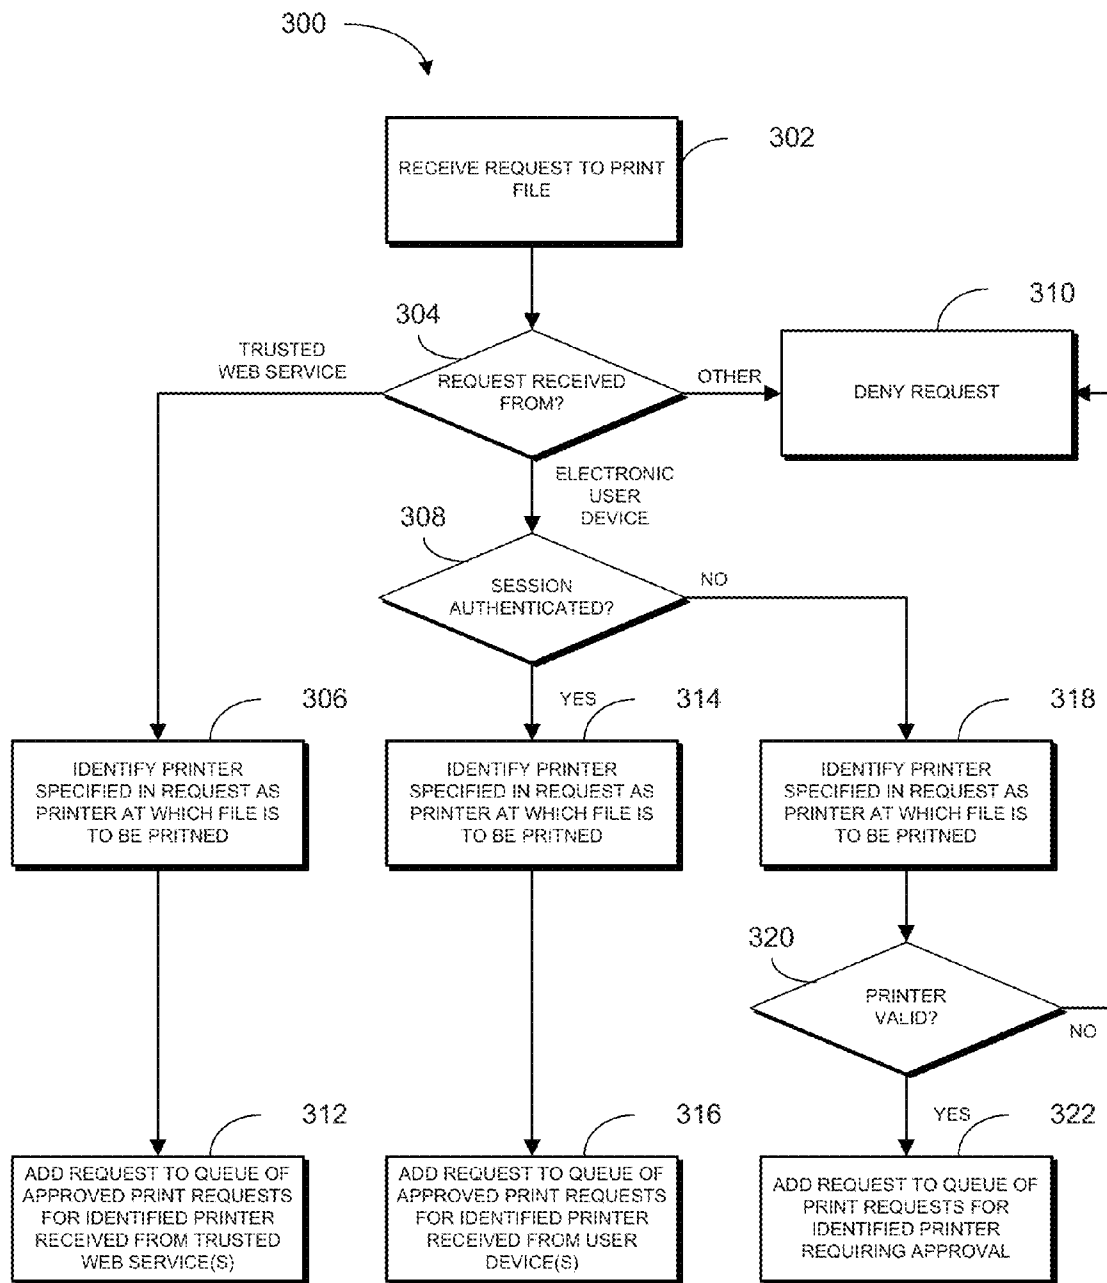 300
302
RECEIVE REQUEST TO PRINT
FILE
310
304
TRUSTED
WEB SERVICE
REQUEST RECEIVED
FROM?
OTHER
DENY REQUEST
ELECTRONIC
USER
DEVICE
308
SESSION
AUTHENTICATED?
NO
306
YES
314
318
IDENTIFY PRINTER
SPECIFIED IN REQUEST AS
PRINTER AT WHICH FILE IS
TO BE PRITNED
IDENTIFY PRINTER
SPECIFIED IN REQUEST AS
PRINTER AT WHICH FILE IS
TO BE PRITNED
IDENTIFY PRINTER
SPECIFIED IN REQUEST AS
PRINTER AT WHICH FILE IS
TO BE PRITNED
320
PRINTER
VALID?
NO
312
316
YES
322
ADD REQUEST TO QUEUE OF
APPROVED PRINT REQUESTS
FOR IDENTIFIED PRINTER
RECEIVED FROM TRUSTED
WEB SERVICE(S)
ADD REQUEST TO QUEUE OF
APPROVED PRINT REQUESTS
FOR IDENTIFIED PRINTER
RECEIVED FROM USER
DEVICE(S)
ADD REQUEST TO QUEUE OF
PRINT REQUESTS FOR
IDENTIFIED PRINTER
REQUIRING APPROVAL